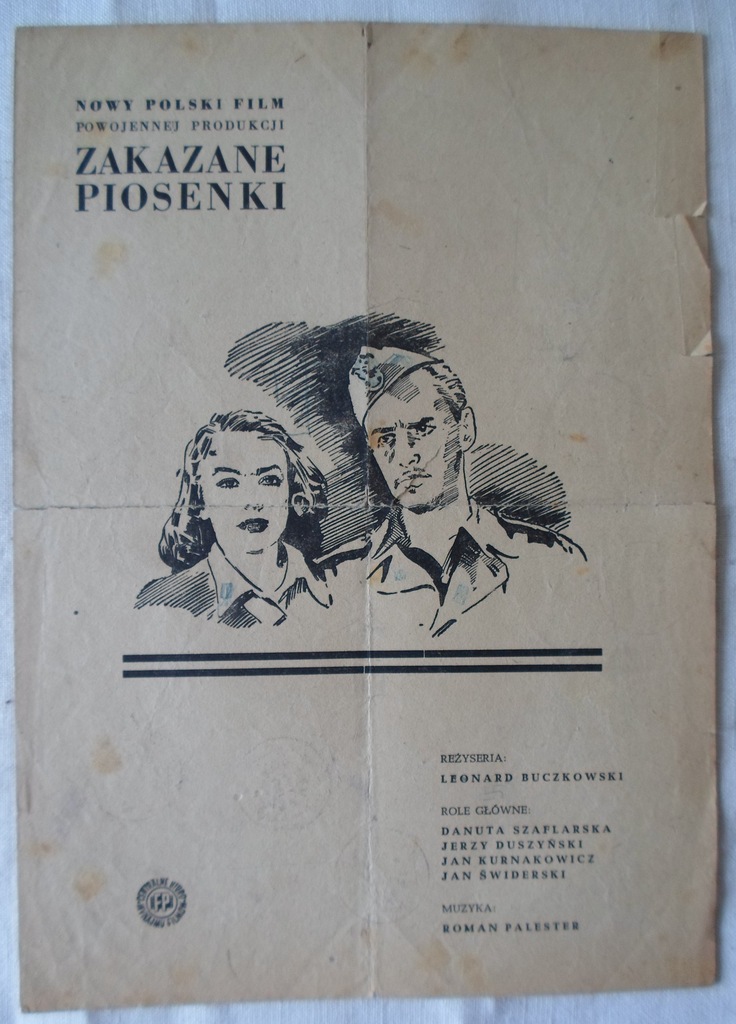 NOWY POLSKI FILM
POWOJENNEJ PRODUKCJI
ZAKAZANE
PIOSENKI
REŻYSERIA:
LEONARD BUCZKOWSKI
ROLE GŁÓWNE:
DANUTA SZAFLARSKA
JERZY DUSZYŃSKI
JAN KURNAKOWICZ
JAN ŚWIDERSKI
MUZYKA:
ROMAN PALESTER